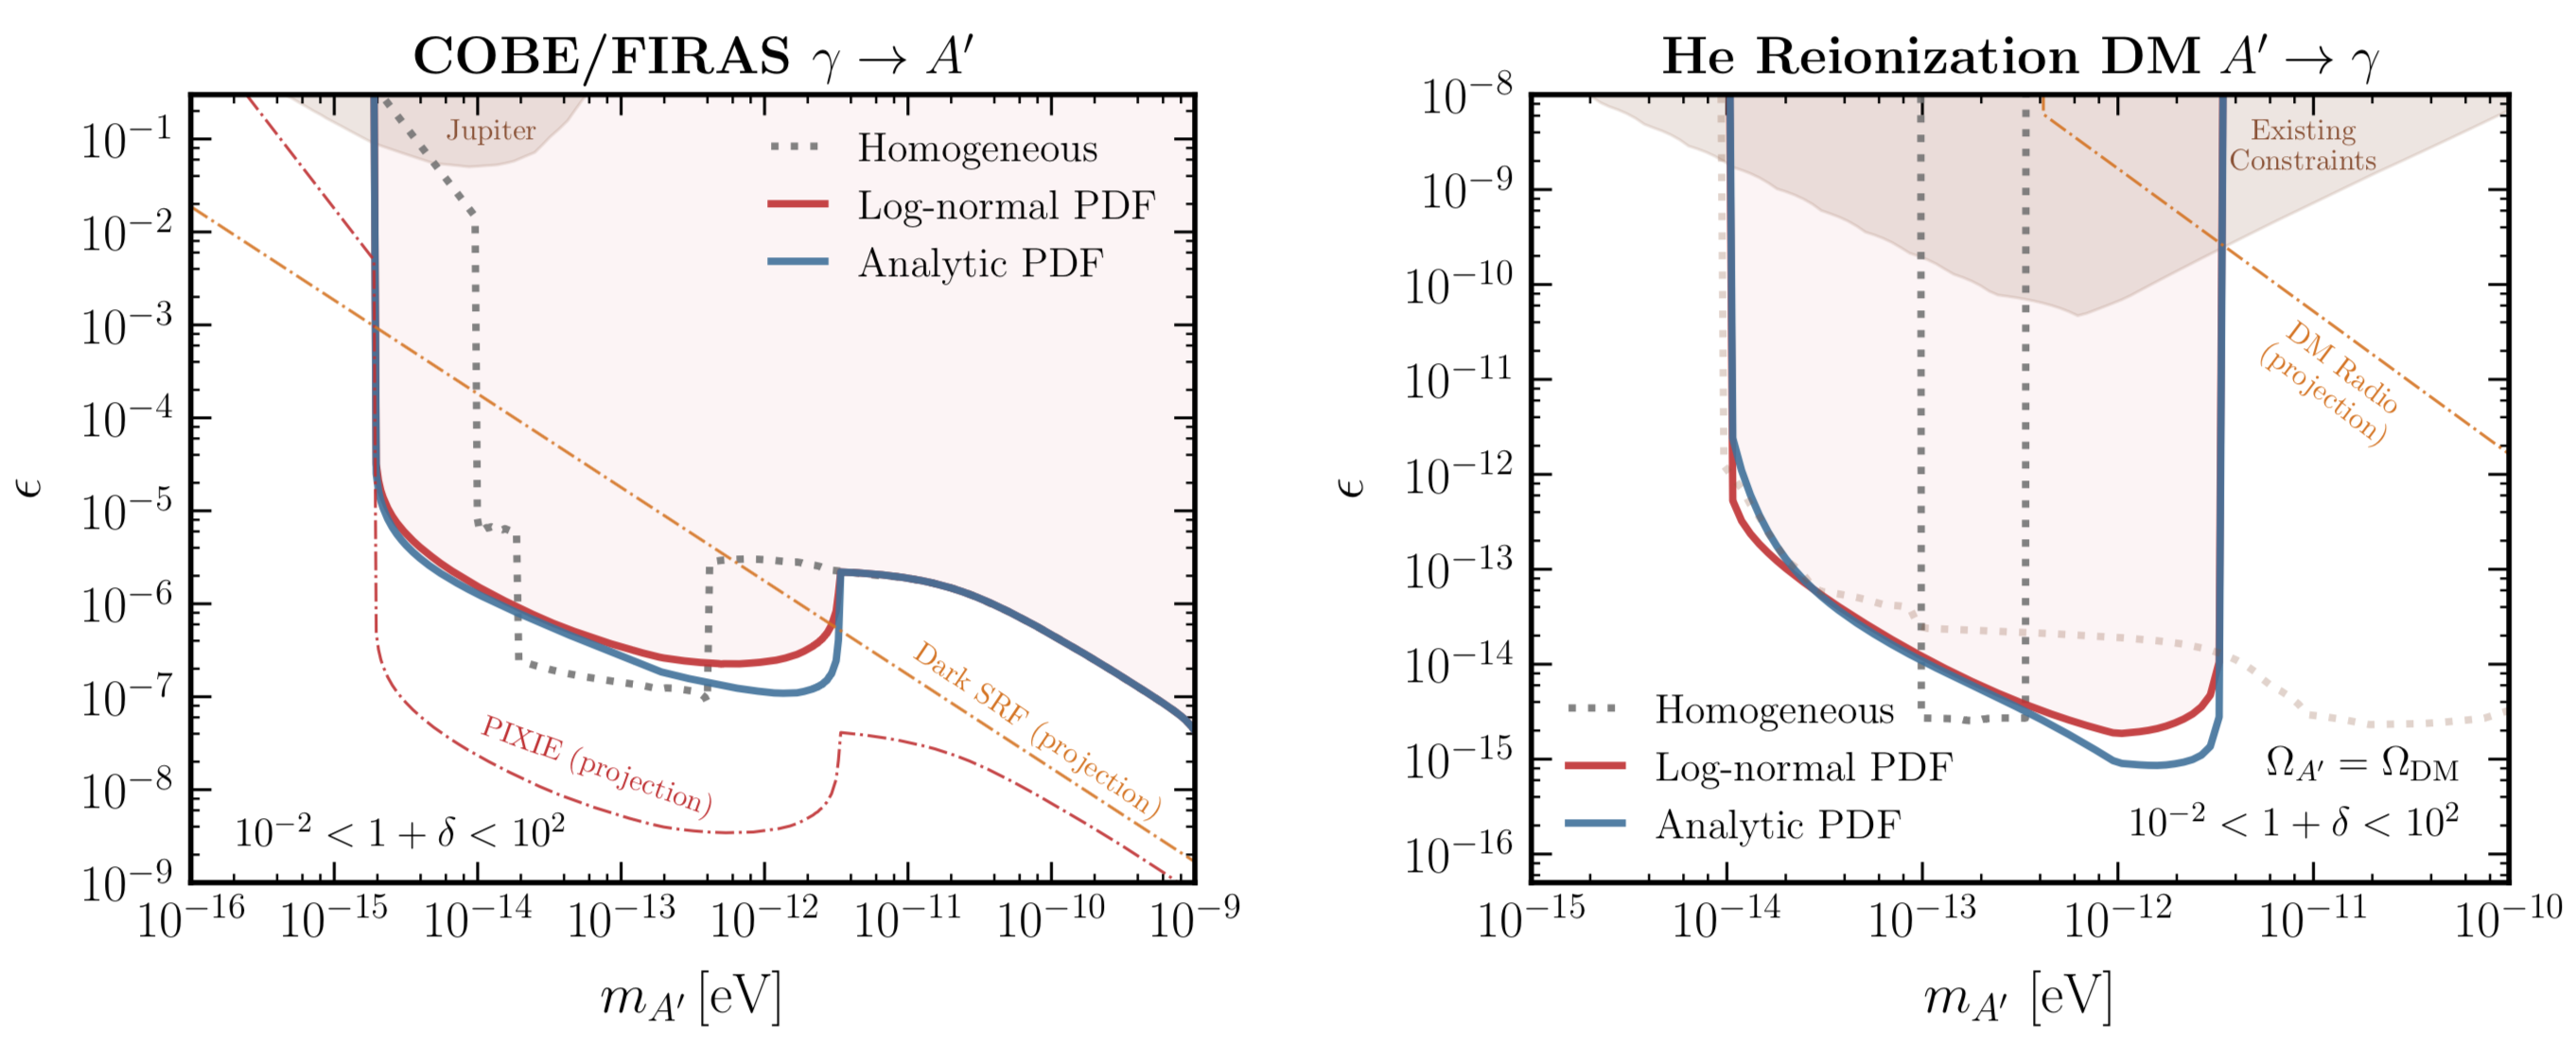 COBE/FIRAS γ → A′
ϵ
10⁻¹
10⁻²
10⁻³
10⁻⁴
10⁻⁵
10⁻⁶
10⁻⁷
10⁻⁸
10⁻⁹
Jupiter
Homogeneous
Log-normal PDF
Analytic PDF
PIXIE (projection)
Dark SRF (projection)
10⁻² < 1 + δ < 10²
10⁻¹⁶ 10⁻¹⁵ 10⁻¹⁴ 10⁻¹³ 10⁻¹² 10⁻¹¹ 10⁻¹⁰ 10⁻⁹
m_A′ [eV]
He Reionization DM A′ → γ
ϵ
10⁻⁸
10⁻⁹
10⁻¹⁰
10⁻¹¹
10⁻¹²
10⁻¹³
10⁻¹⁴
10⁻¹⁵
10⁻¹⁶
Existing
Constraints
DM Radio
(projection)
Homogeneous
Log-normal PDF
Analytic PDF
Ω_A′ = Ω_DM
10⁻² < 1 + δ < 10²
10⁻¹⁵ 10⁻¹⁴ 10⁻¹³ 10⁻¹² 10⁻¹¹ 10⁻¹⁰
m_A′ [eV]